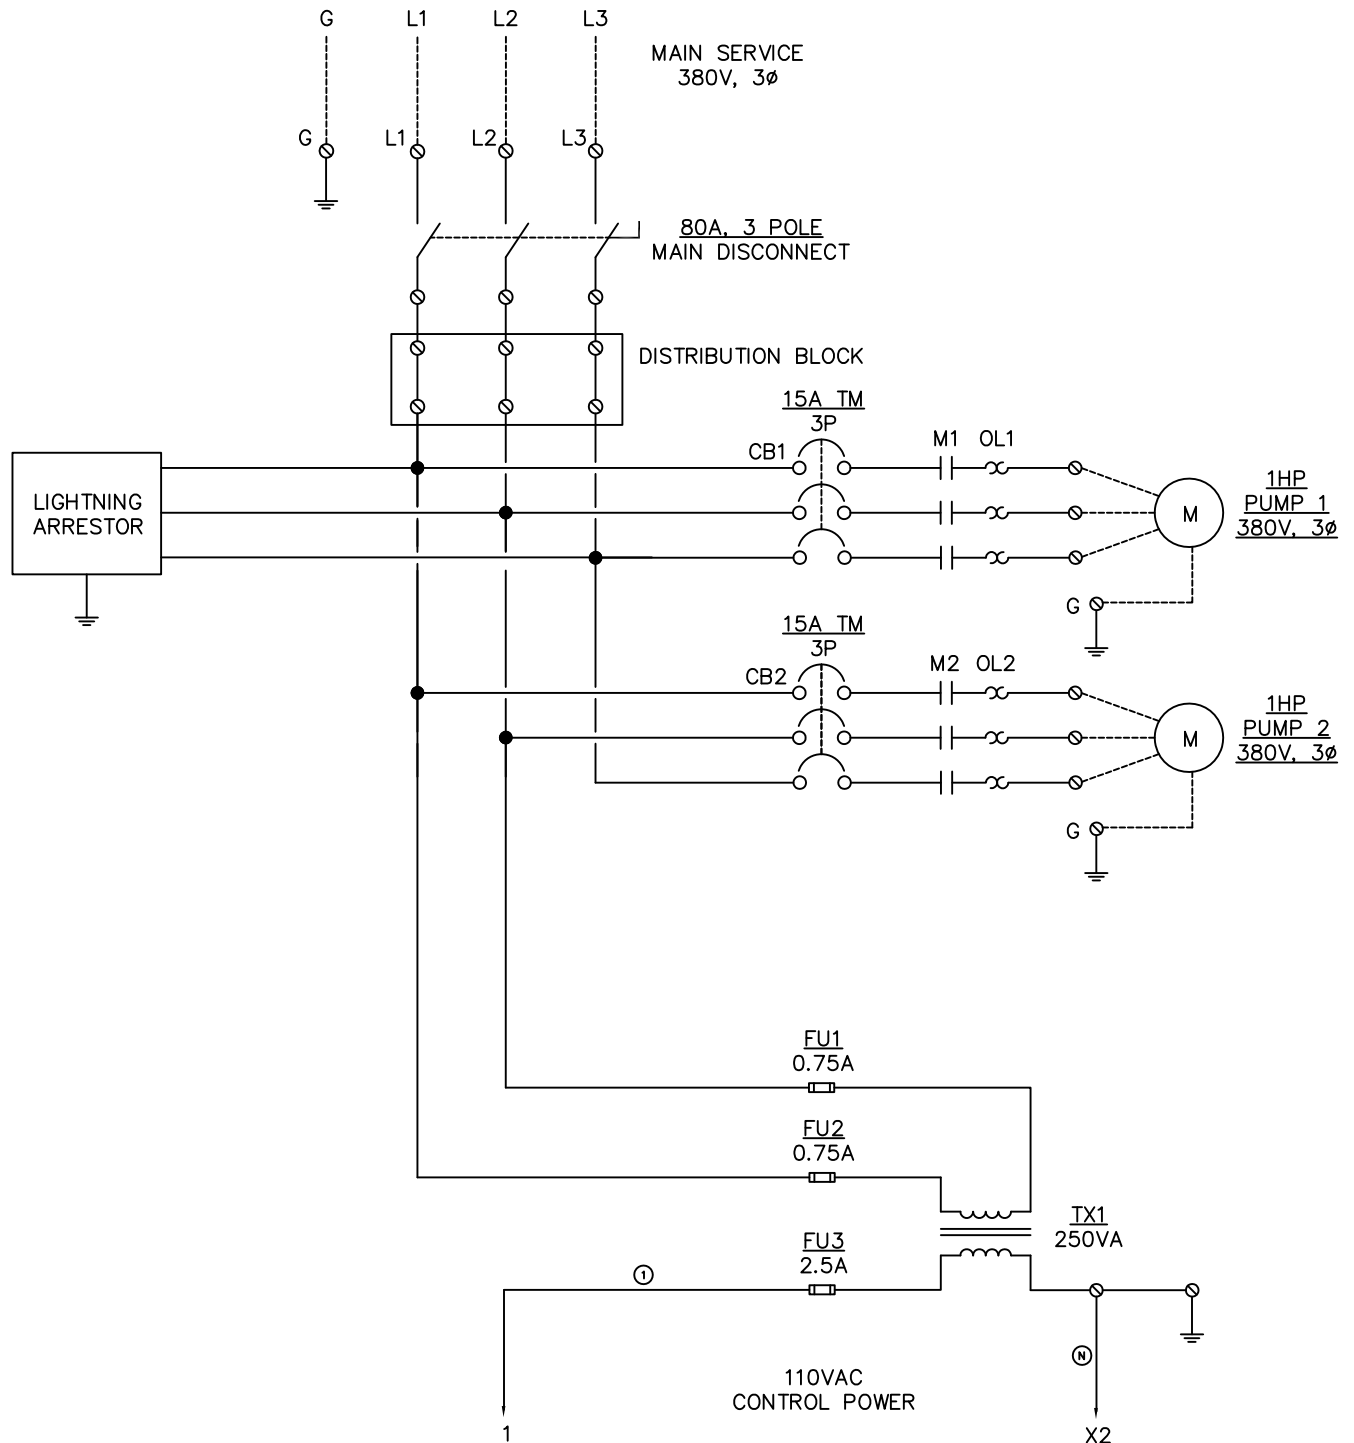 G L1 L2 L3
MAIN SERVICE
380V, 3ø
G L1 L2 L3
80A, 3 POLE
MAIN DISCONNECT
DISTRIBUTION BLOCK
15A TM
3P
CB1 M1 OL1
LIGHTNING
ARRESTOR
1HP
PUMP 1
380V, 3ø
M
G
15A TM
3P
CB2 M2 OL2
1HP
PUMP 2
380V, 3ø
M
G
FU1
0.75A
FU2
0.75A
TX1
250VA
FU3
2.5A
1
N
110VAC
CONTROL POWER
1
X2